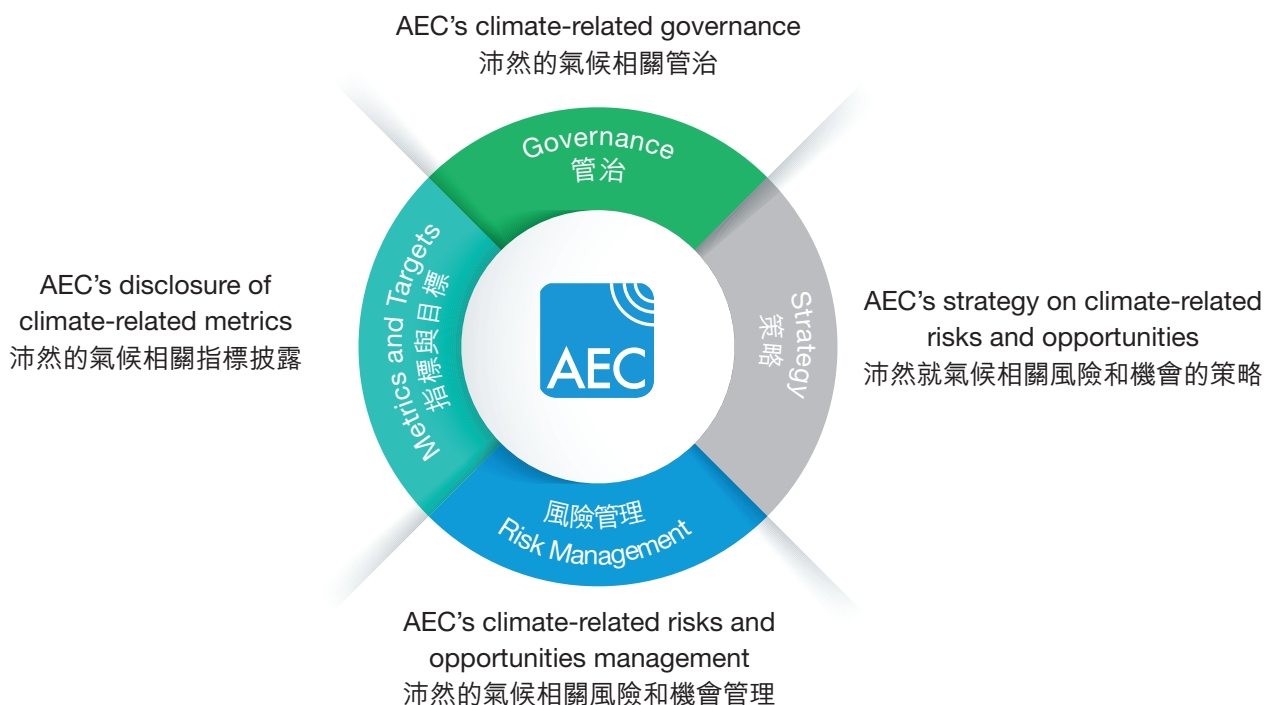 AEC’s climate-related governance
沛然的氣候相關管治
Governance
管治
AEC’s disclosure of
climate-related metrics
沛然的氣候相關指標披露
Metrics and Targets
指標與目標
AEC
Strategy
策略
AEC’s strategy on climate-related
risks and opportunities
沛然就氣候相關風險和機會的策略
風險管理
Risk Management
AEC’s climate-related risks and
opportunities management
沛然的氣候相關風險和機會管理